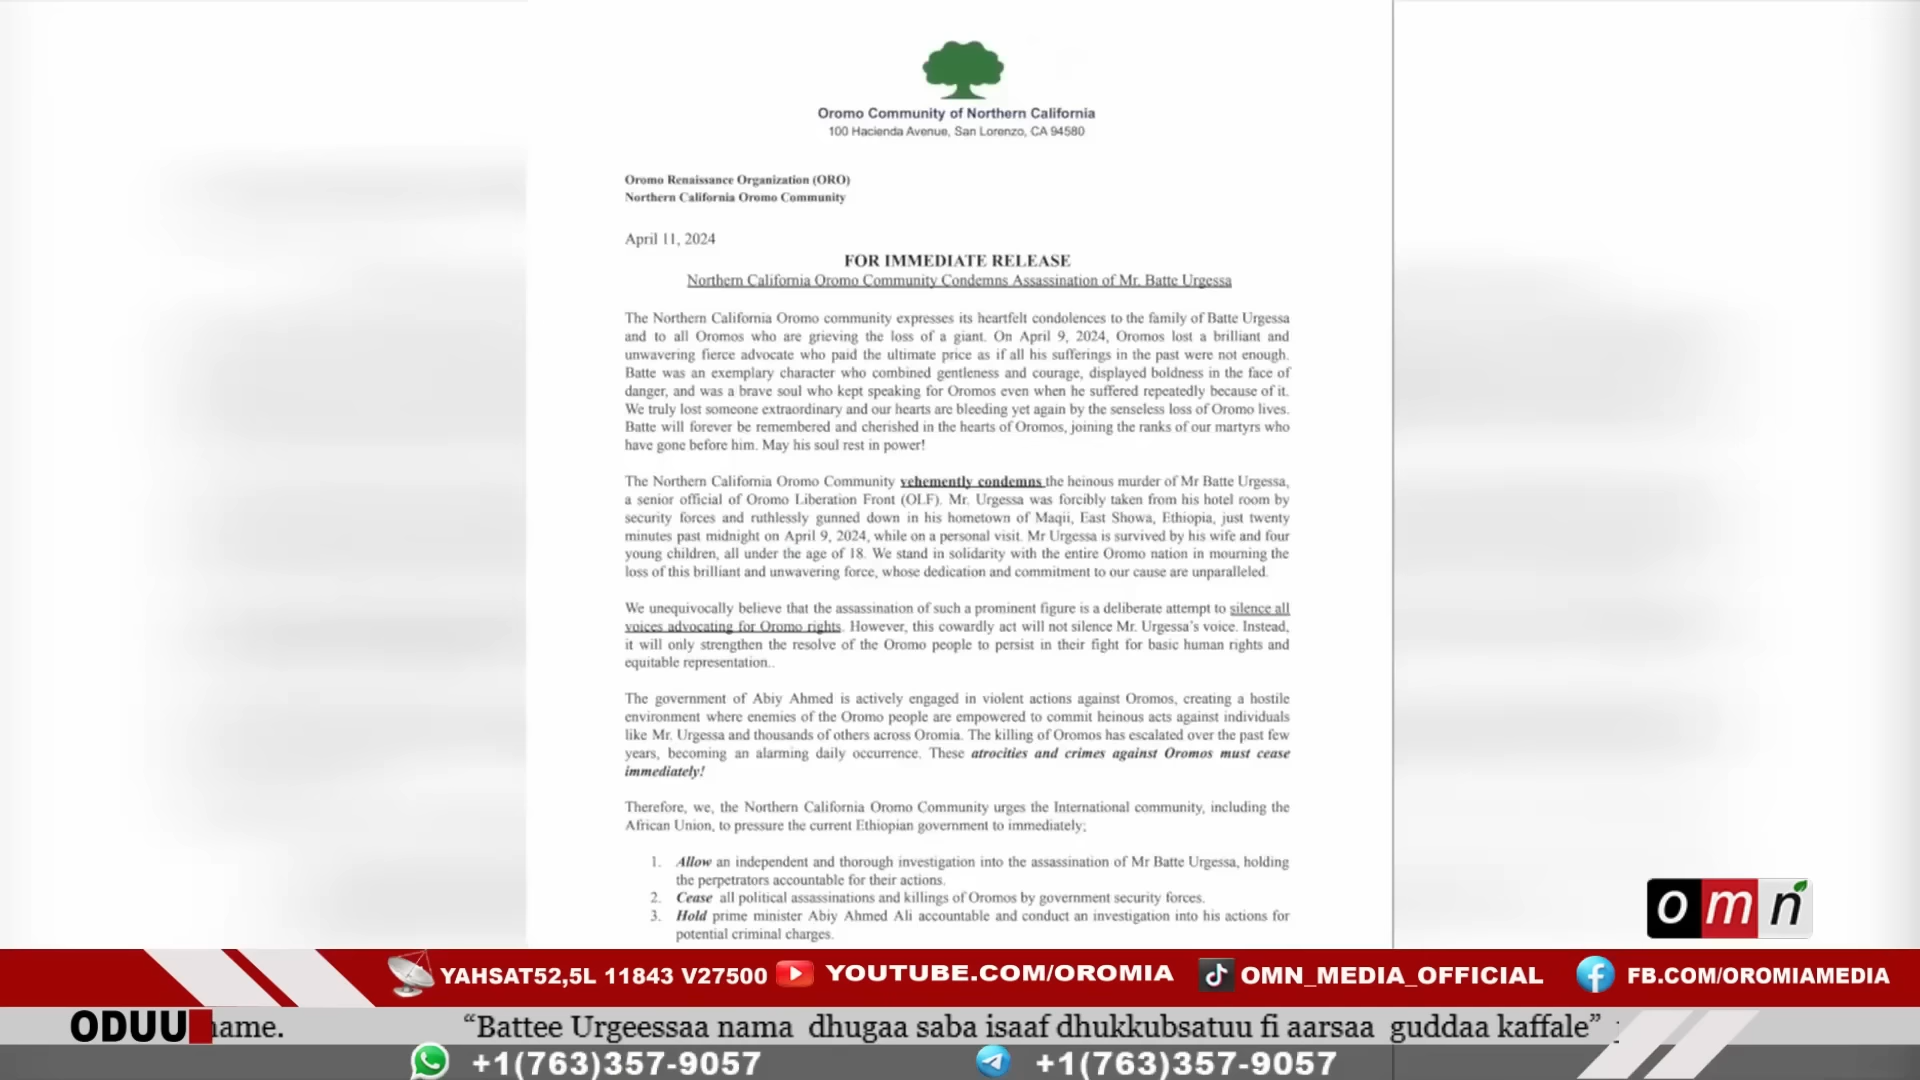 Oromo Community of Northern California
100 Hacienda Avenue, San Lorenzo, CA 94580
Oromo Renaissance Organization (ORO)
Northern California Oromo Community
April 11, 2024
FOR IMMEDIATE RELEASE
Northern California Oromo Community Condemns Assassination of Mr. Batte Urgessa
The Northern California Oromo community expresses its heartfelt condolences to the family of Batte Urgessa
and to all Oromos who are grieving the loss of a giant. On April 9, 2024, Oromos lost a brilliant and
unwavering fierce advocate who paid the ultimate price as if all his sufferings in the past were not enough.
Batte was an exemplary character who combined gentleness and courage, displayed boldness in the face of
danger, and was a brave soul who kept speaking for Oromos even when he suffered repeatedly because of it.
We truly lost someone extraordinary and our hearts are bleeding yet again by the senseless loss of Oromo lives.
Batte will forever be remembered and cherished in the hearts of Oromos, joining the ranks of our martyrs who
have gone before him. May his soul rest in power!
The Northern California Oromo Community vehemently condemns the heinous murder of Mr Batte Urgessa,
a senior official of Oromo Liberation Front (OLF). Mr. Urgessa was forcibly taken from his hotel room by
security forces and ruthlessly gunned down in his hometown of Maqii, East Showa, Ethiopia, just twenty
minutes past midnight on April 9, 2024, while on a personal visit. Mr Urgessa is survived by his wife and four
young children, all under the age of 18. We stand in solidarity with the entire Oromo nation in mourning the
loss of this brilliant and unwavering force, whose dedication and commitment to our cause are unparalleled.
We unequivocally believe that the assassination of such a prominent figure is a deliberate attempt to silence all
voices advocating for Oromo rights. However, this cowardly act will not silence Mr. Urgessa's voice. Instead,
it will only strengthen the resolve of the Oromo people to persist in their fight for basic human rights and
equitable representation..
The government of Abiy Ahmed is actively engaged in violent actions against Oromos, creating a hostile
environment where enemies of the Oromo people are empowered to commit heinous acts against individuals
like Mr. Urgessa and thousands of others across Oromia. The killing of Oromos has escalated over the past few
years, becoming an alarming daily occurrence. These atrocities and crimes against Oromos must cease
immediately!
Therefore, we, the Northern California Oromo Community urges the International community, including the
African Union, to pressure the current Ethiopian government to immediately;
1. Allow an independent and thorough investigation into the assassination of Mr Batte Urgessa, holding
the perpetrators accountable for their actions.
2. Cease all political assassinations and killings of Oromos by government security forces.
3. Hold prime minister Abiy Ahmed Ali accountable and conduct an investigation into his actions for
potential criminal charges.
omn
YAHSAT52,5L 11843 V27500 YOUTUBE.COM/OROMIA OMN_MEDIA_OFFICIAL FB.COM/OROMIAMEDIA
ODUU name. “Battee Urgeessaa nama dhugaa saba isaaf dhukkubsatuu fi aarsaa guddaa kaffale”
+1(763)357-9057 +1(763)357-9057